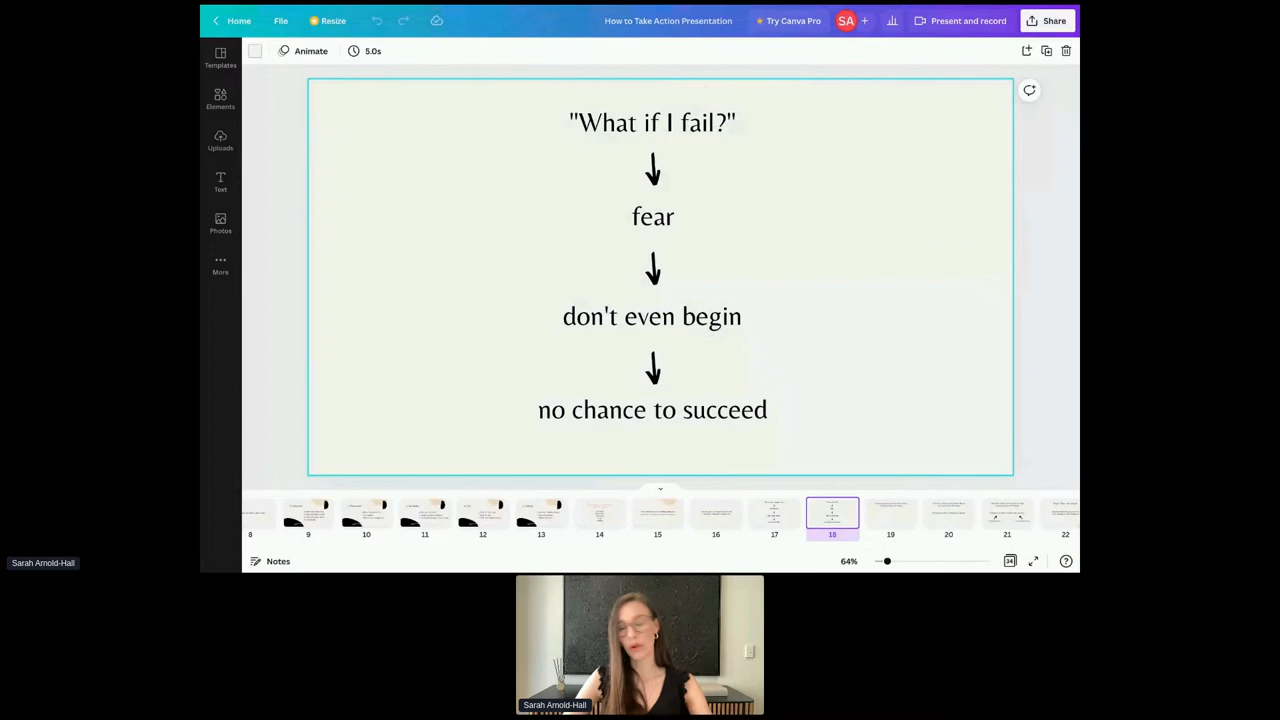 Home
File
Resize
How to Take Action Presentation
Try Canva Pro
SA
+
Present and record
Share
Templates
Elements
Uploads
Text
Photos
More
Animate
5.0s
"What if I fail?"
fear
don't even begin
no chance to succeed
8
9
10
11
12
13
14
15
16
17
18
19
20
21
22
Notes
64%
34
?
Sarah Arnold-Hall
Sarah Arnold-Hall